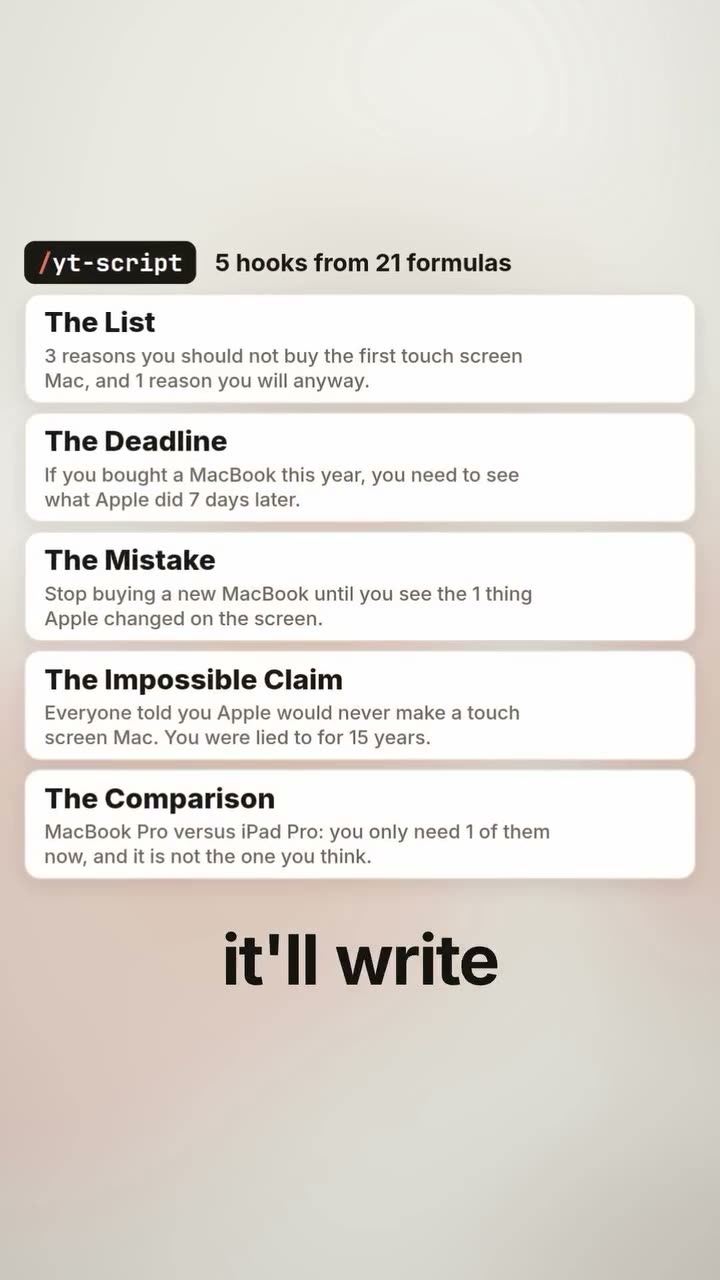 /yt-script 5 hooks from 21 formulas
The List
3 reasons you should not buy the first touch screen
Mac, and 1 reason you will anyway.
The Deadline
If you bought a MacBook this year, you need to see
what Apple did 7 days later.
The Mistake
Stop buying a new MacBook until you see the 1 thing
Apple changed on the screen.
The Impossible Claim
Everyone told you Apple would never make a touch
screen Mac. You were lied to for 15 years.
The Comparison
MacBook Pro versus iPad Pro: you only need 1 of them
now, and it is not the one you think.
it'll write